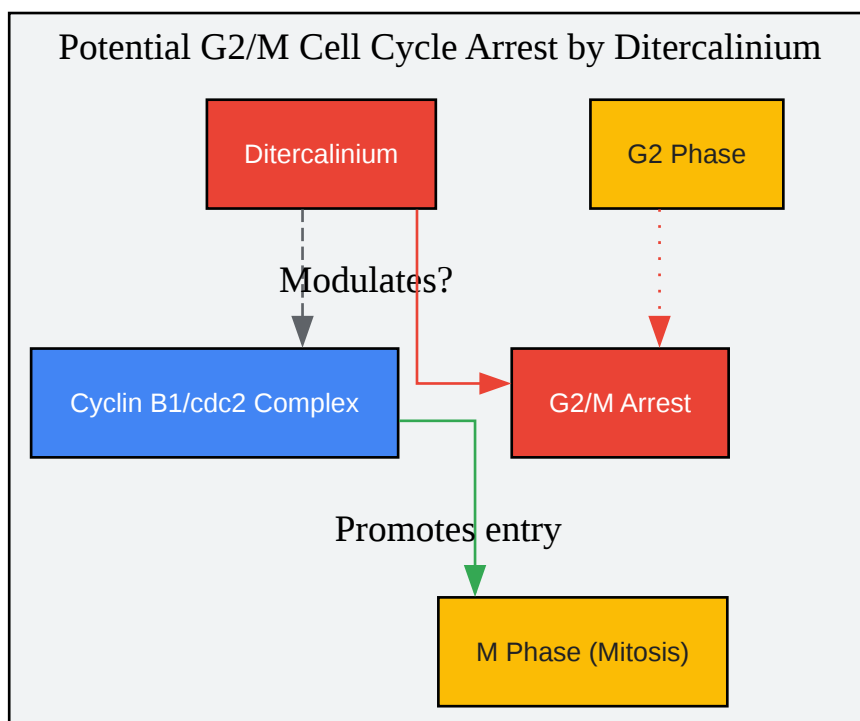 Potential G2/M Cell Cycle Arrest by Ditercalinium
Ditercalinium
G2 Phase
Modulates?
Cyclin B1/cdc2 Complex
G2/M Arrest
Promotes entry
M Phase (Mitosis)